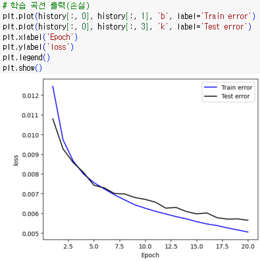 # 학습 곡선 출력(손실)
plt.plot(history[:, 0], history[:, 1], 'b', label='Train error')
plt.plot(history[:, 0], history[:, 3], 'k', label='Test error')
plt.xlabel('Epoch')
plt.ylabel('loss')
plt.legend()
plt.show()
Train error
Test error
0.012
0.011
0.010
0.009
0.008
0.007
0.006
0.005
loss
2.5 5.0 7.5 10.0 12.5 15.0 17.5 20.0
Epoch